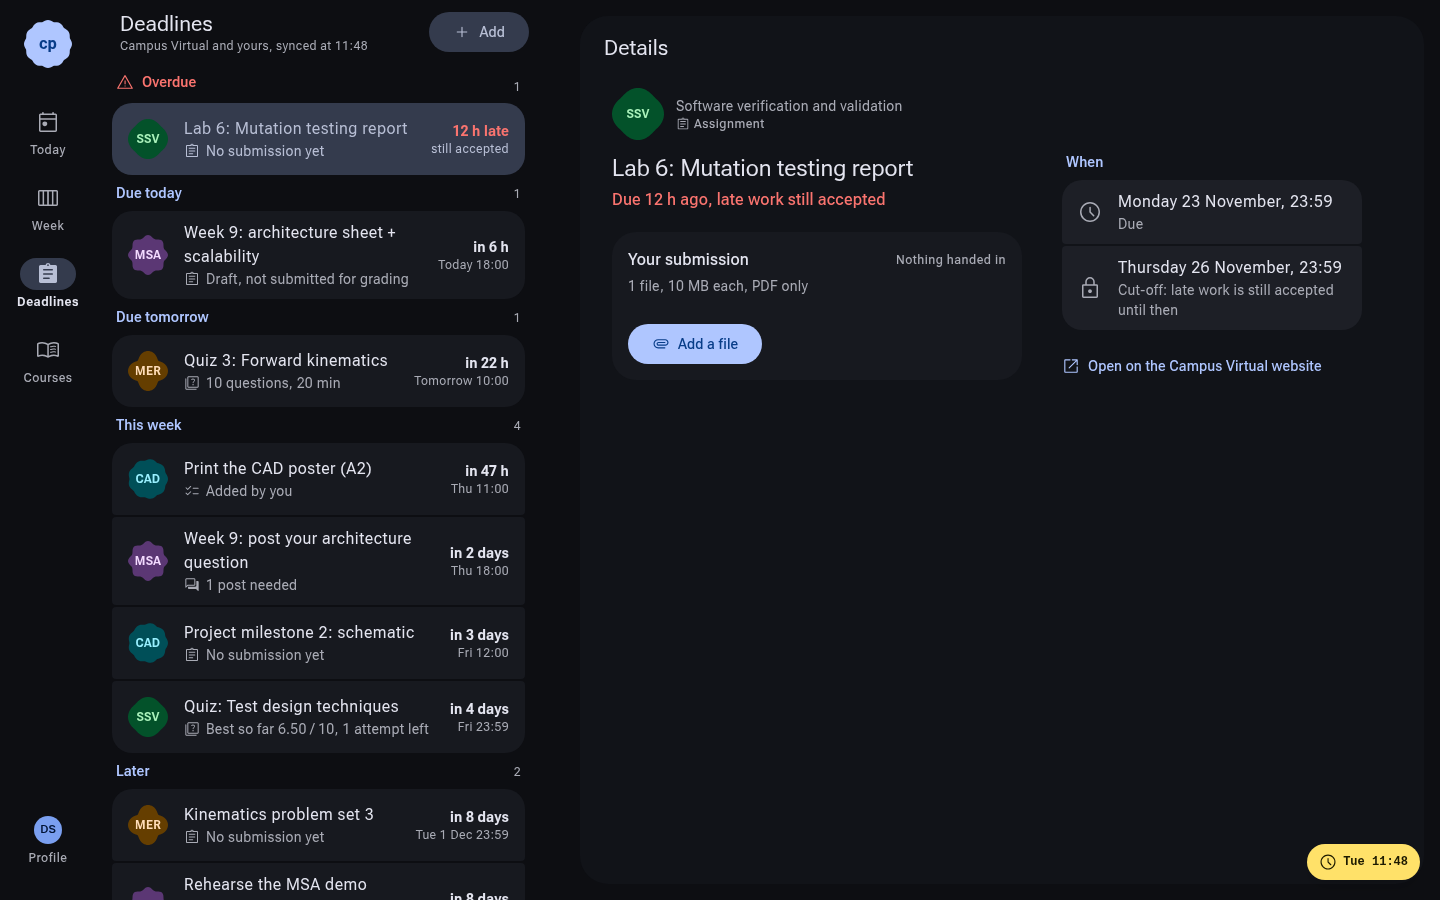 cp
Today
Week
Deadlines
Courses
DS
Profile
Deadlines
Campus Virtual and yours, synced at 11:48
Add
Overdue
1
SSV
Lab 6: Mutation testing report
No submission yet
12 h late
still accepted
Due today
1
MSA
Week 9: architecture sheet +
scalability
Draft, not submitted for grading
in 6 h
Today 18:00
Due tomorrow
1
MER
Quiz 3: Forward kinematics
10 questions, 20 min
in 22 h
Tomorrow 10:00
This week
4
CAD
Print the CAD poster (A2)
Added by you
in 47 h
Thu 11:00
MSA
Week 9: post your architecture
question
1 post needed
in 2 days
Thu 18:00
CAD
Project milestone 2: schematic
No submission yet
in 3 days
Fri 12:00
SSV
Quiz: Test design techniques
Best so far 6.50 / 10, 1 attempt left
in 4 days
Fri 23:59
Later
2
MER
Kinematics problem set 3
No submission yet
in 8 days
Tue 1 Dec 23:59
Rehearse the MSA demo
in 8 days
Details
SSV
Software verification and validation
Assignment
Lab 6: Mutation testing report
Due 12 h ago, late work still accepted
Your submission
Nothing handed in
1 file, 10 MB each, PDF only
Add a file
When
Monday 23 November, 23:59
Due
Thursday 26 November, 23:59
Cut-off: late work is still accepted
until then
Open on the Campus Virtual website
Tue 11:48